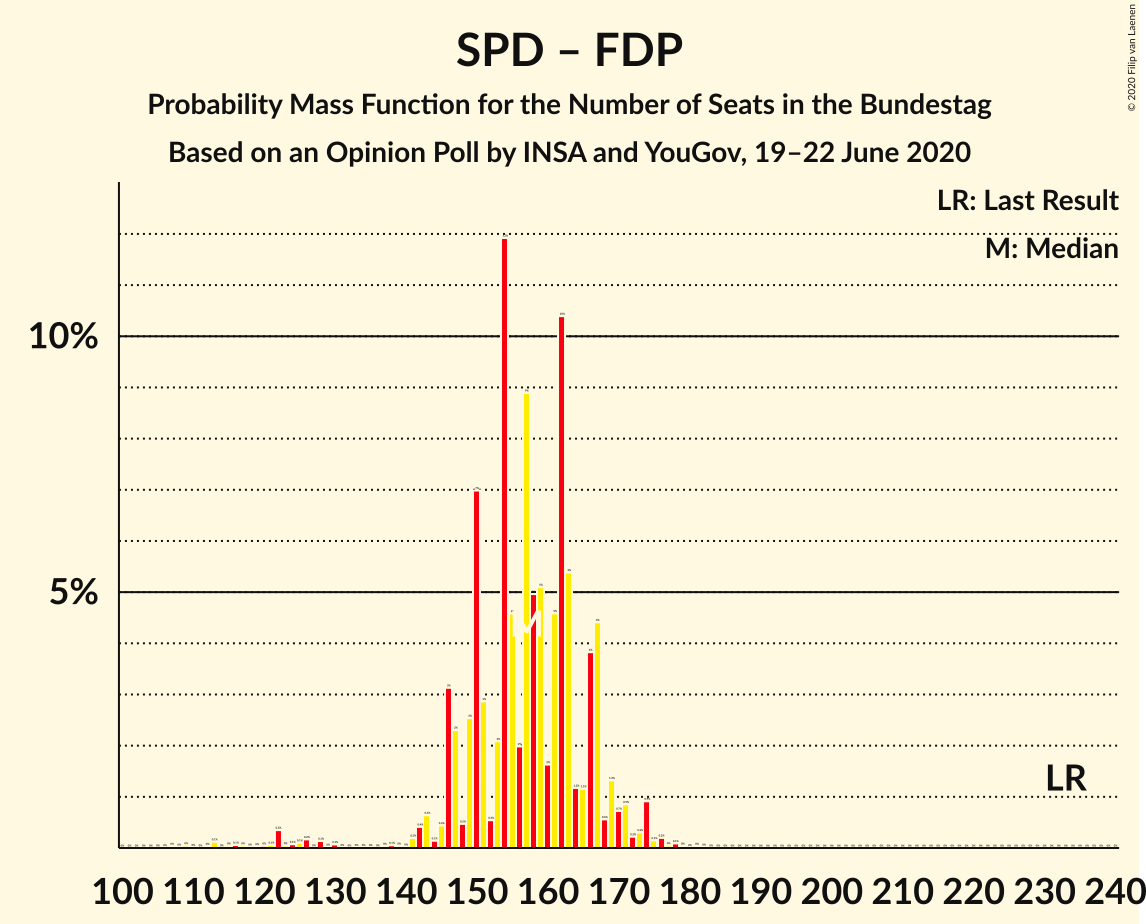 SPD – FDP
Probability Mass Function for the Number of Seats in the Bundestag
Based on an Opinion Poll by INSA and YouGov, 19–22 June 2020
© 2020 Filip van Laenen
LR: Last Result
M: Median
10%
5%
M
LR
100 110 120 130 140 150 160 170 180 190 200 210 220 230 240